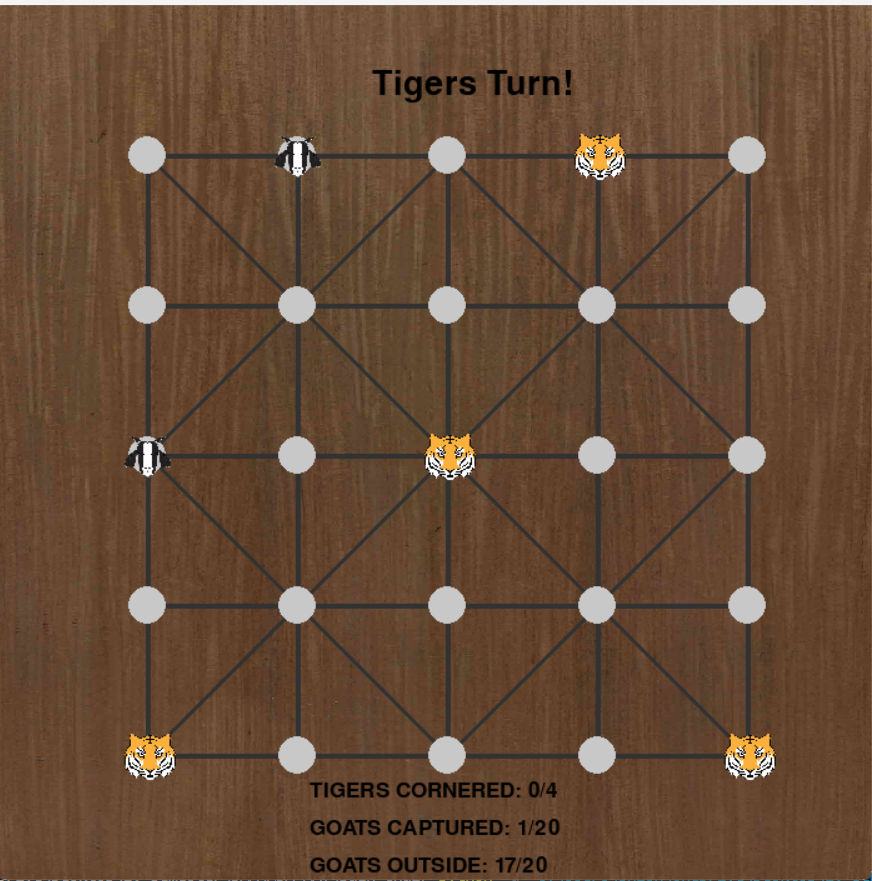 Tigers Turn!
TIGERS CORNERED: 0/4
GOATS CAPTURED: 1/20
GOATS OUTSIDE: 17/20